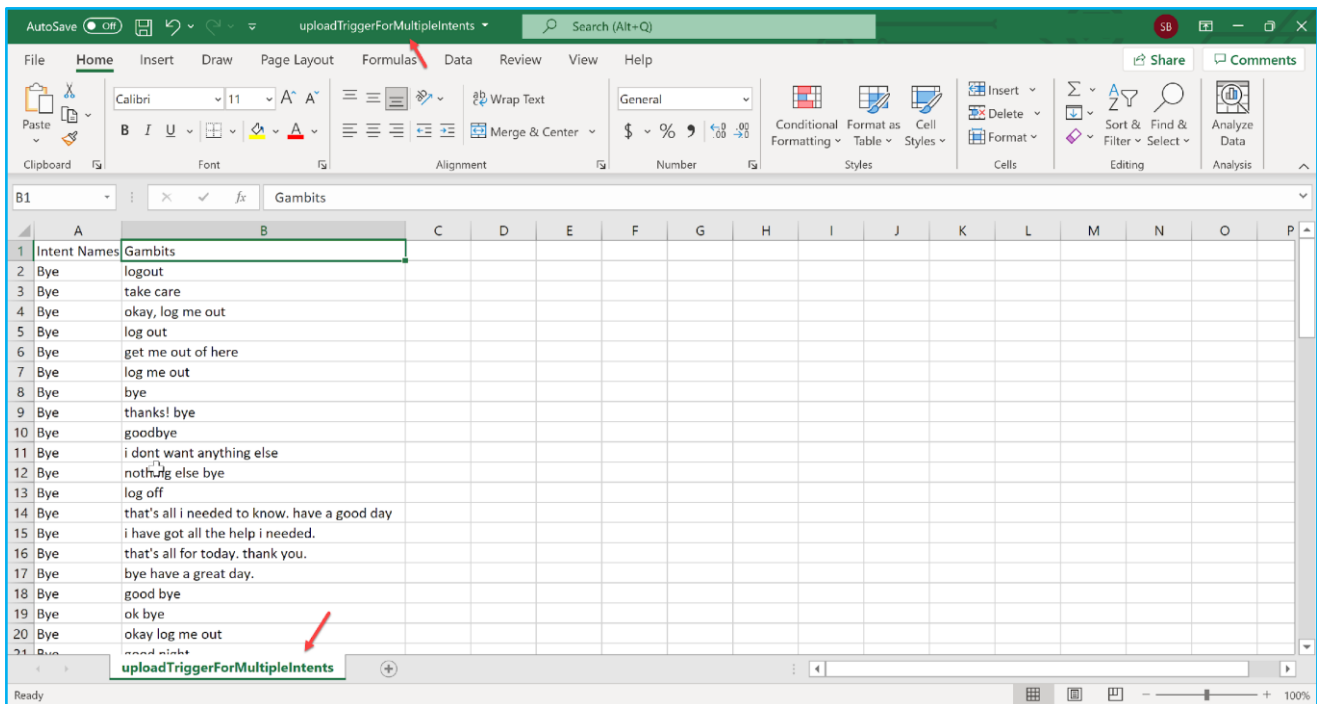 AutoSave Off uploadTriggerForMultipleIntents Search (Alt+Q) SB
File Home Insert Draw Page Layout Formulas Data Review View Help Share Comments
Paste Calibri 11 A A Wrap Text General Conditional Formatting Format as Table Cell Styles Insert Sort & Filter Find & Select Analyze Data
B I U A Merge & Center $ % 9 .00 Delete
Format
Clipboard Font Alignment Number Styles Cells Editing Analysis
B1 fx Gambits
A B C D E F G H I J K L M N O P
1 Intent Names Gambits
2 Bye logout
3 Bye take care
4 Bye okay, log me out
5 Bye log out
6 Bye get me out of here
7 Bye log me out
8 Bye bye
9 Bye thanks! bye
10 Bye goodbye
11 Bye i dont want anything else
12 Bye nothing else bye
13 Bye log off
14 Bye that's all i needed to know. have a good day
15 Bye i have got all the help i needed.
16 Bye that's all for today. thank you.
17 Bye bye have a great day.
18 Bye good bye
19 Bye ok bye
20 Bye okay log me out
21 Bye good night
uploadTriggerForMultipleIntents
Ready 100%